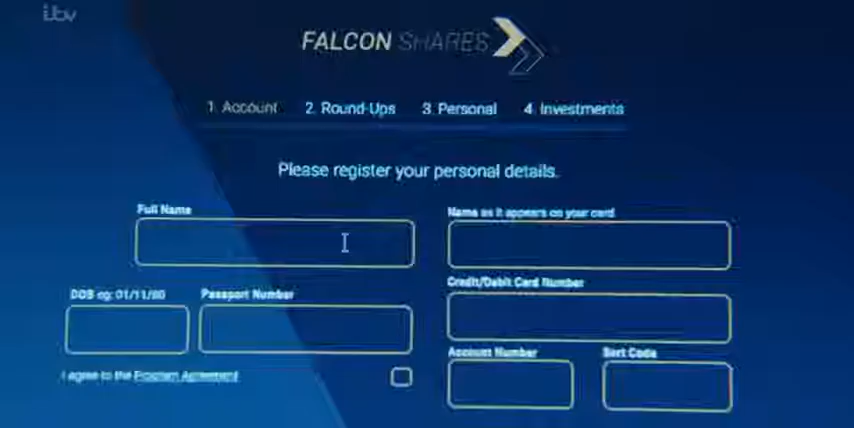 itv
FALCON SHARES
1. Account 2. Round-Ups 3. Personal 4. Investments
Please register your personal details.
Full Name
Name as it appears on your card
Credit/Debit Card Number
DOB eg: 01/11/80 Passport Number
Account Number Sort Code
I agree to the Program Agreement